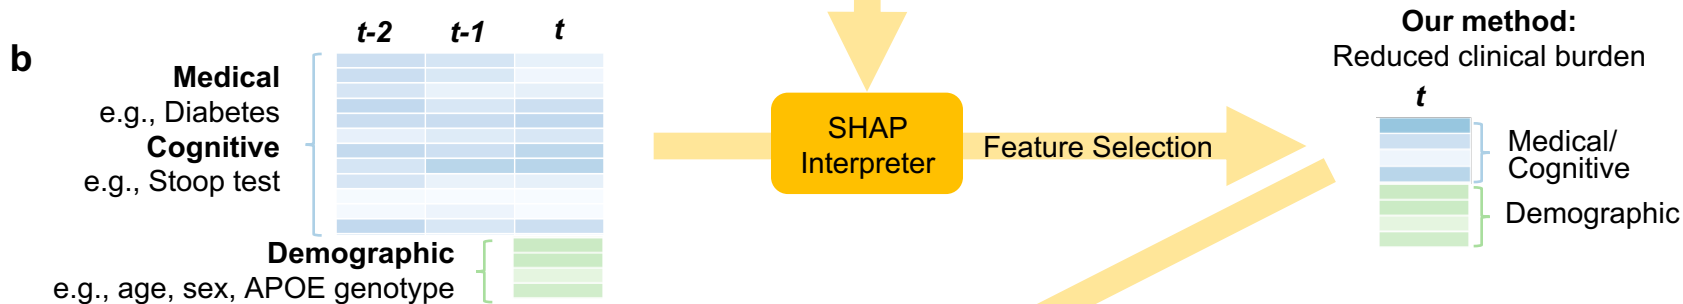 b
t-2 t-1 t
Medical
e.g., Diabetes
Cognitive
e.g., Stoop test
Demographic
e.g., age, sex, APOE genotype
SHAP
Interpreter
Feature Selection
Our method:
Reduced clinical burden
t
Medical/
Cognitive
Demographic